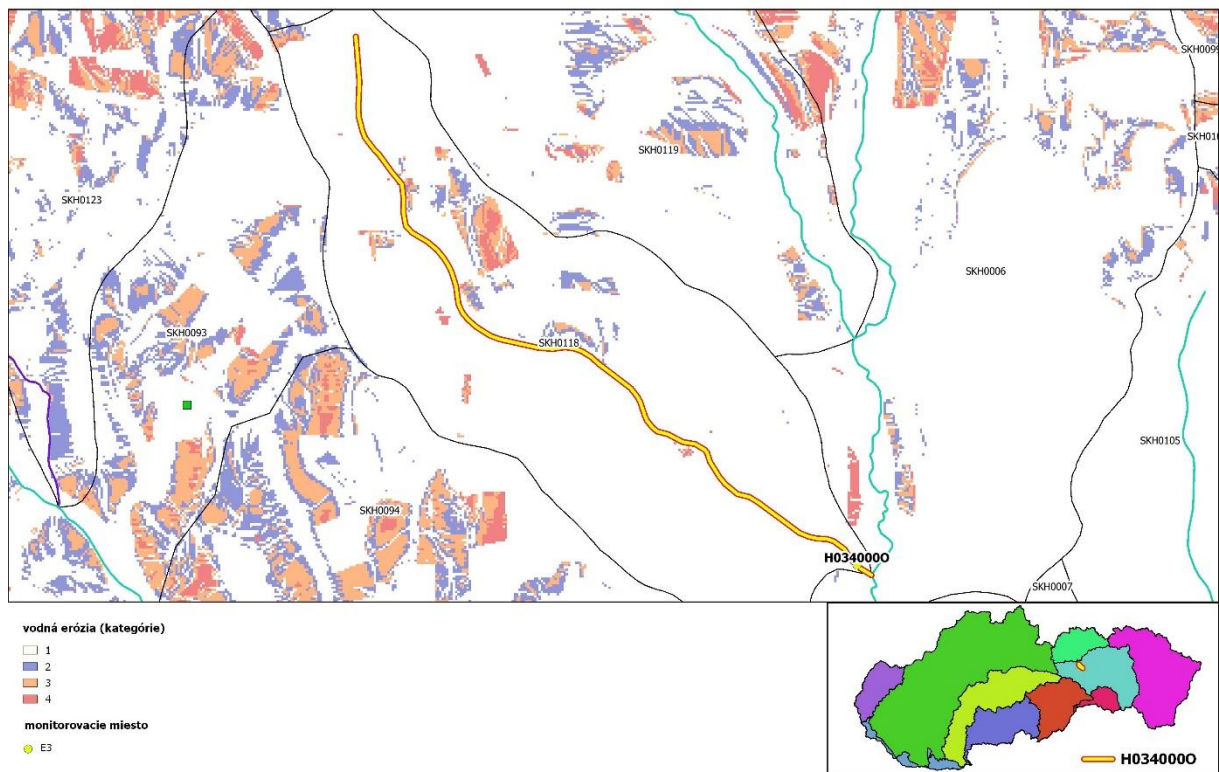 SKH0099
SKH010
SKH0119
SKH0123
SKH0006
SKH0093
SKH0118
SKH0105
SKH0094
H034000O
SKH0007
vodná erózia (kategórie)
1
2
3
4
monitorovacie miesto
E3
H034000O